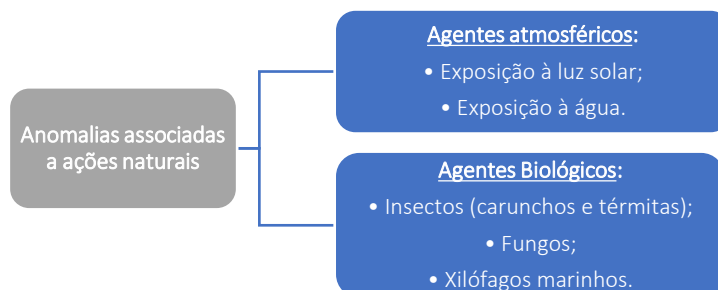 Anomalias associadas
a ações naturais
Agentes atmosféricos:
• Exposição à luz solar;
• Exposição à água.
Agentes Biológicos:
• Insectos (carunchos e térmitas);
• Fungos;
• Xilófagos marinhos.